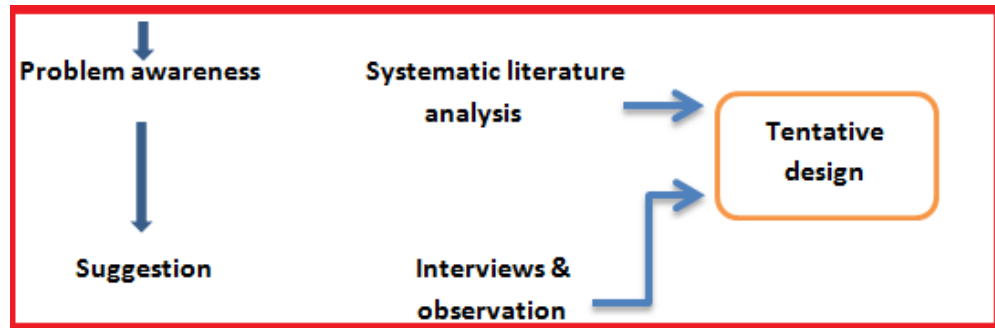 Problem awareness
Systematic literature
analysis
Tentative
design
Suggestion
Interviews &
observation